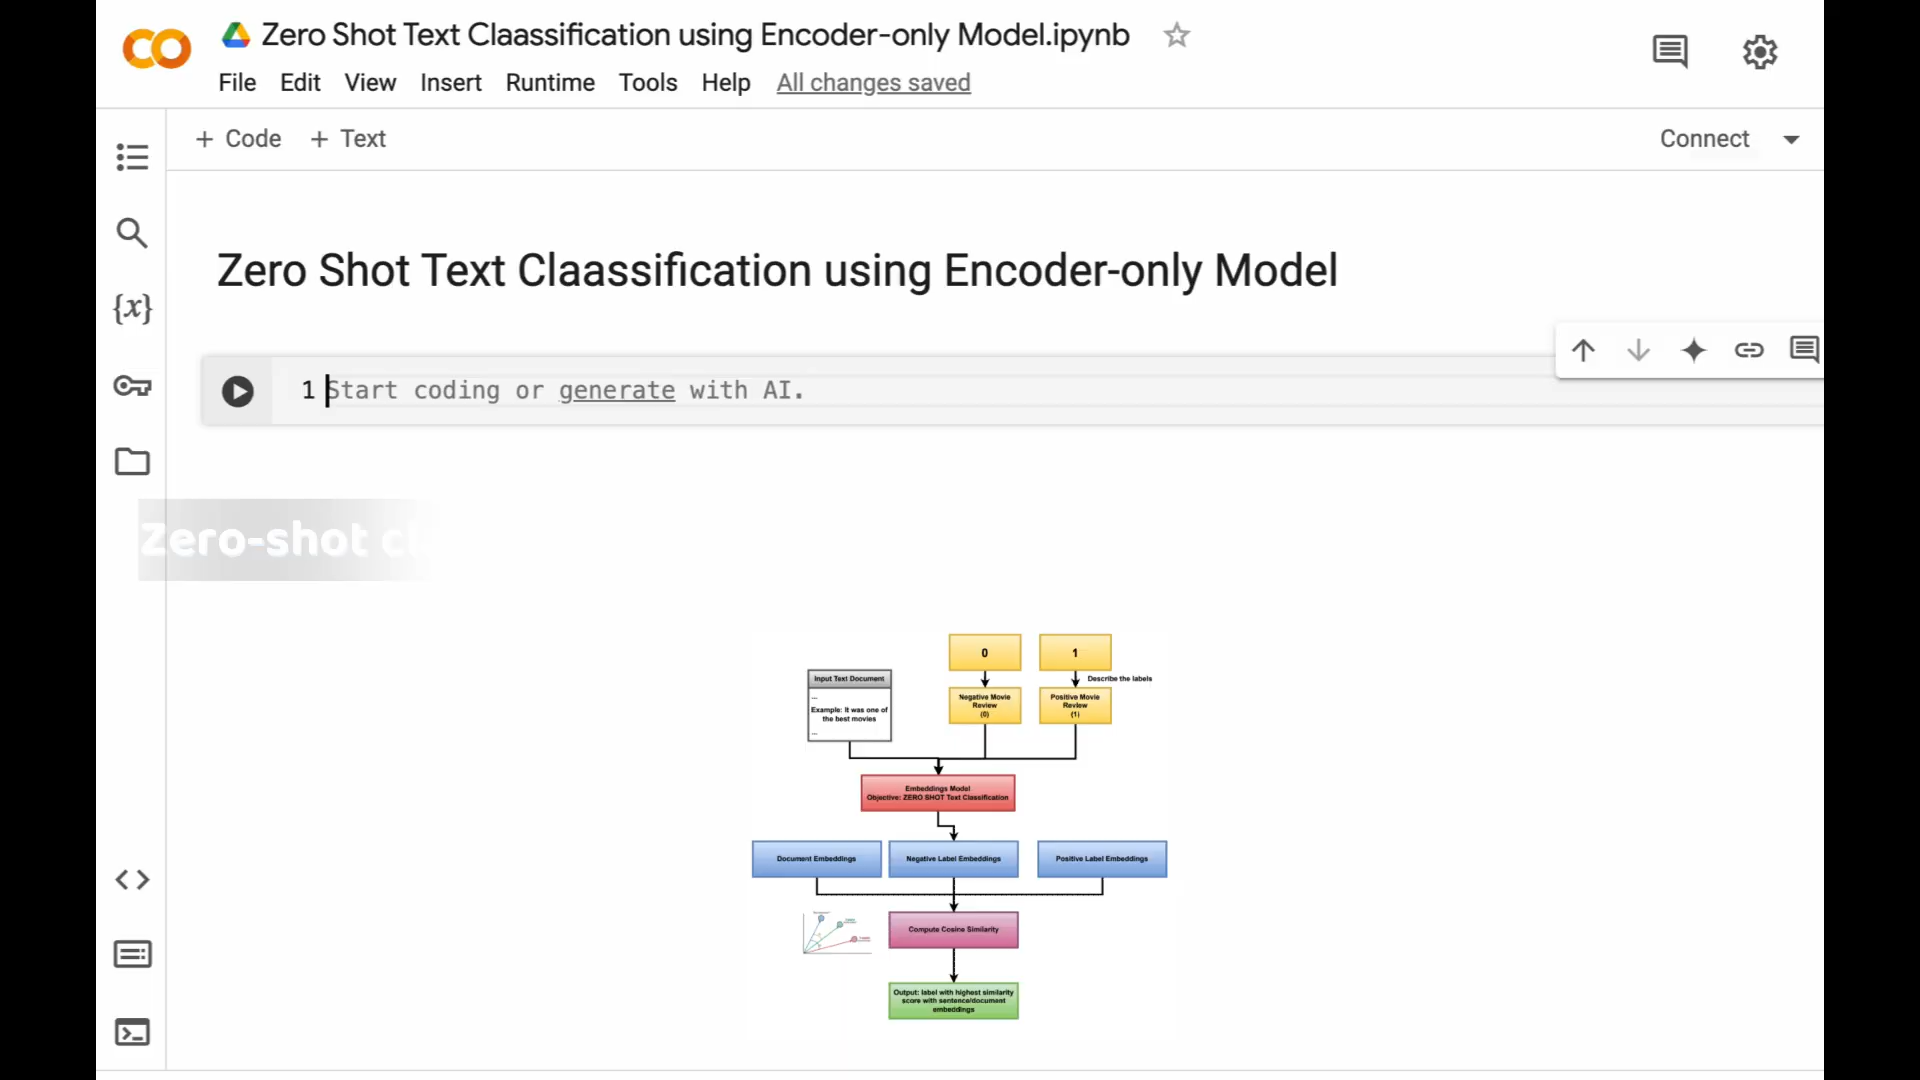 Zero Shot Text Claassification using Encoder-only Model.ipynb
File Edit View Insert Runtime Tools Help All changes saved
+ Code + Text
Connect
Zero Shot Text Claassification using Encoder-only Model
{x}
1 Start coding or generate with AI.
Zero-shot cl
0
1
Describe the labels
Input Text Document
...
Example: It was one of
the best movies
...
Negative Movie
Review
(0)
Positive Movie
Review
(1)
Embeddings Model
Objective: ZERO SHOT Text Classification
Document Embeddings
Negative Label Embeddings
Positive Label Embeddings
Compute Cosine Similarity
Output: label with highest similarity
score with sentence/document
embeddings